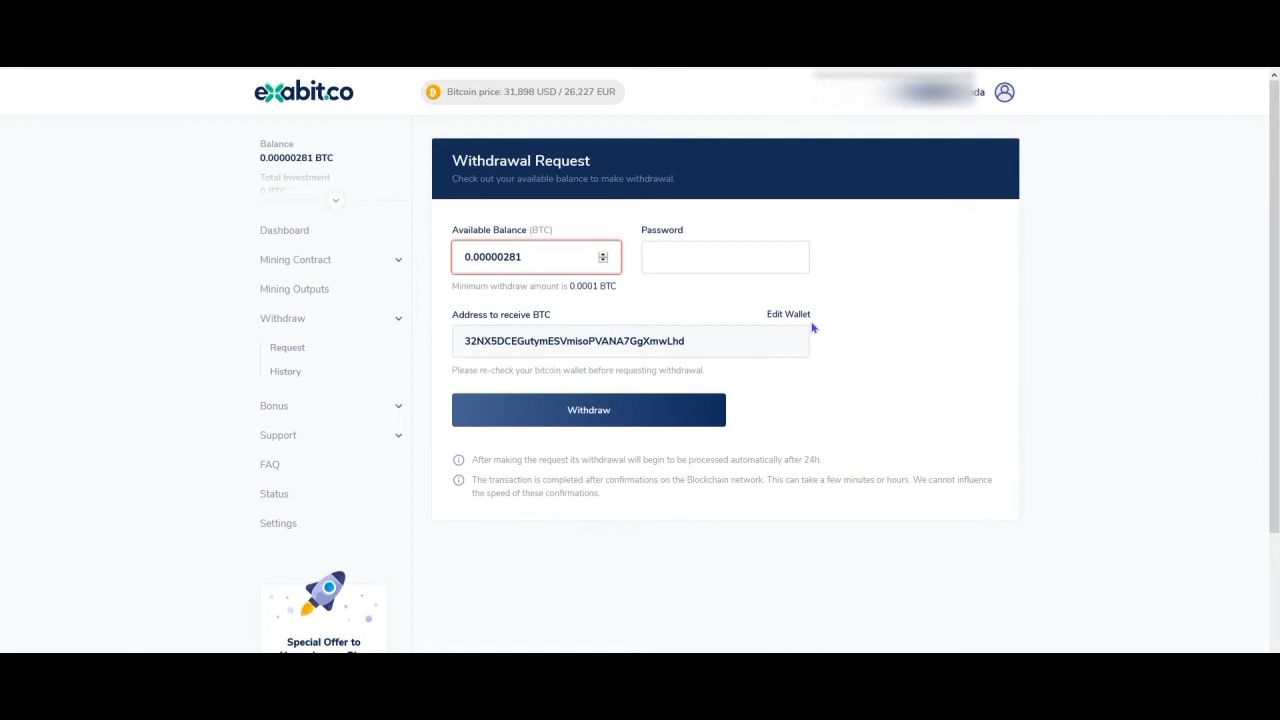 exabit.co
Bitcoin price: 31,898 USD / 26,227 EUR
Balance
0.00000281 BTC
Total Investment
0 BTC
Dashboard
Mining Contract
Mining Outputs
Withdraw
Request
History
Bonus
Support
FAQ
Status
Settings
Special Offer to
Withdrawal Request
Check out your available balance to make withdrawal.
Available Balance (BTC)
Password
0.00000281
Minimum withdraw amount is 0.0001 BTC
Address to receive BTC
Edit Wallet
32NX5DCEGutymESVmisoPVANA7GgXmwLhd
Please re-check your bitcoin wallet before requesting withdrawal.
Withdraw
After making the request its withdrawal will begin to be processed automatically after 24h.
The transaction is completed after confirmations on the Blockchain network. This can take a few minutes or hours. We cannot influence
the speed of these confirmations.